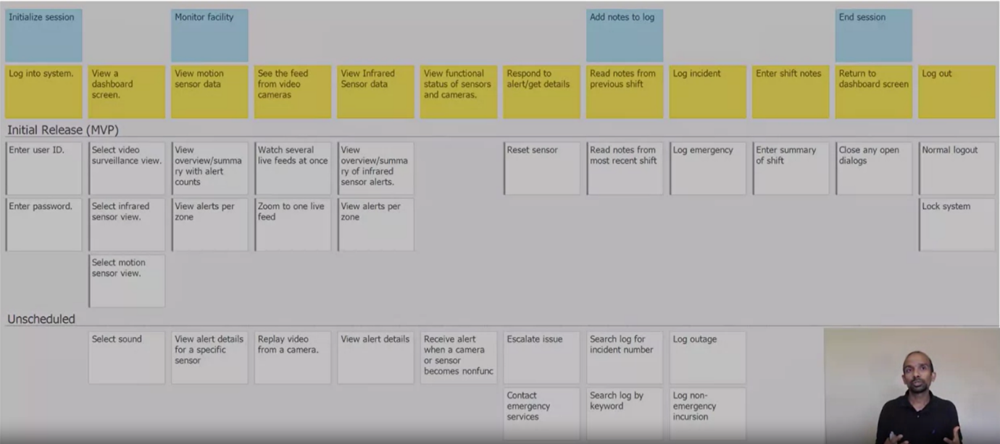 Initialize session
Monitor facility
Add notes to log
End session
Log into system.
View a
dashboard
screen.
View motion
sensor data
See the feed
from video
cameras
View Infrared
Sensor data
View functional
status of sensors
and cameras.
Respond to
alert/get details
Read notes from
previous shift
Log incident
Enter shift notes
Return to
dashboard screen
Log out
Initial Release (MVP)
Enter user ID.
Select video
surveillance view.
View
overview/summa
ry with alert
counts
Watch several
live feeds at once
View
overview/summa
ry of infrared
sensor alerts.
Reset sensor
Read notes from
most recent shift
Log emergency
Enter summary
of shift
Close any open
dialogs
Normal logout
Enter password.
Select infrared
sensor view.
View alerts per
zone
Zoom to one live
feed
View alerts per
zone
Lock system
Select motion
sensor view.
Unscheduled
Select sound
View alert details
for a specific
sensor
Replay video
from a camera.
View alert details
Receive alert
when a camera
or sensor
becomes nonfunc
Escalate issue
Search log for
incident number
Log outage
Contact
emergency
services
Search log by
keyword
Log non-
emergency
incursion